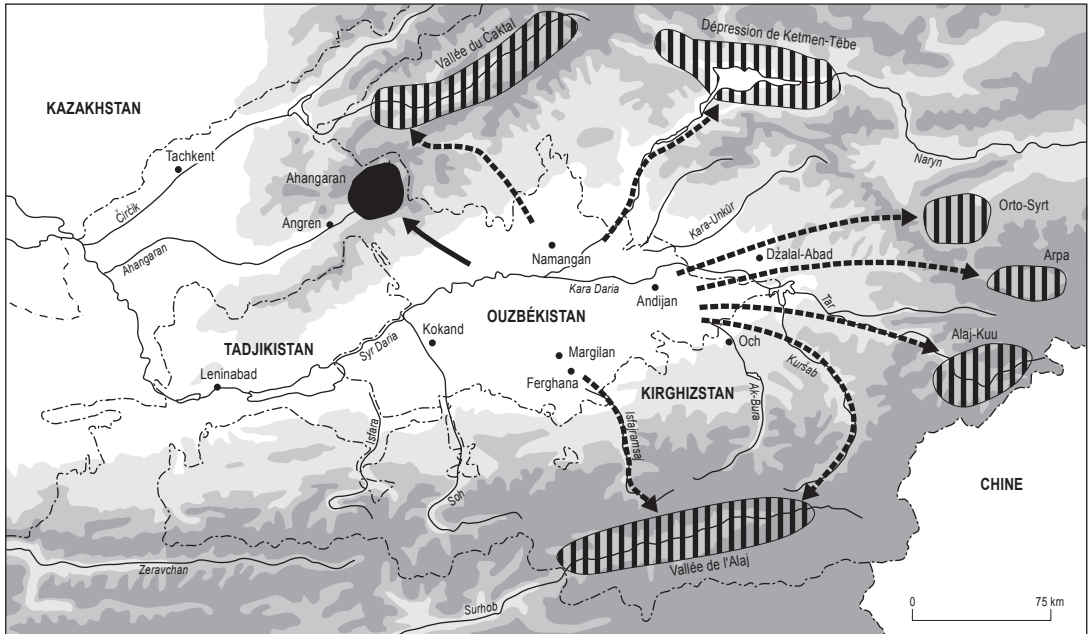 Vallée du Čaktal
Dépression de Ketmen-Tèbe
KAZAKHSTAN
Tachkent
Čirčik
Ahangaran
Angren
Ahangaran
Naryn
Orto-Syrt
Kara-Unkûr
Namangan
Džalal-Abad
Arpa
Kara Daria
Andijan
Tar
OUZBÉKISTAN
Syr Daria
Kokand
Alaj-Kuu
TADJIKISTAN
Margilan
Och
Kuršab
Leninabad
Ferghana
KIRGHIZSTAN
Ak-Bura
Isfajramsaj
Isfara
Soh
CHINE
Vallée de l'Alaj
Zeravchan
Surhob
0 75 km